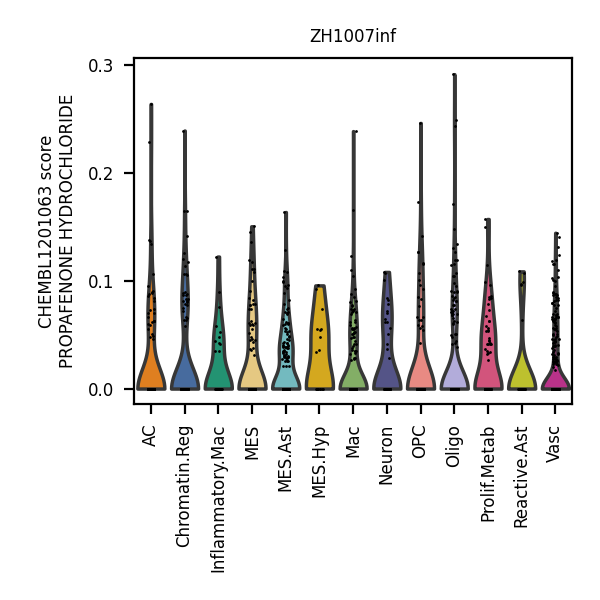 ZH1007inf
CHEMBL1201063 score
PROPAFENONE HYDROCHLORIDE
0.3
0.2
0.1
0.0
AC
Chromatin.Reg
Inflammatory.Mac
MES
MES.Ast
MES.Hyp
Mac
Neuron
OPC
Oligo
Prolif.Metab
Reactive.Ast
Vasc